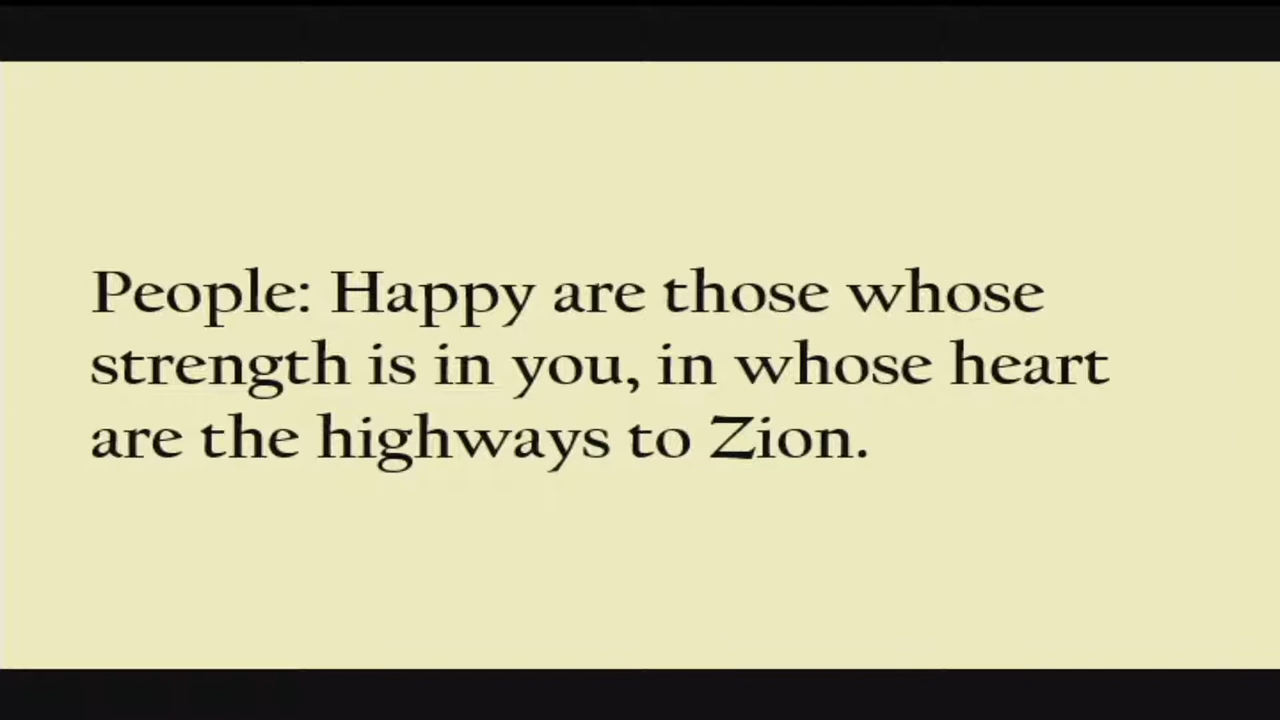 People: Happy are those whose
strength is in you, in whose heart
are the highways to Zion.